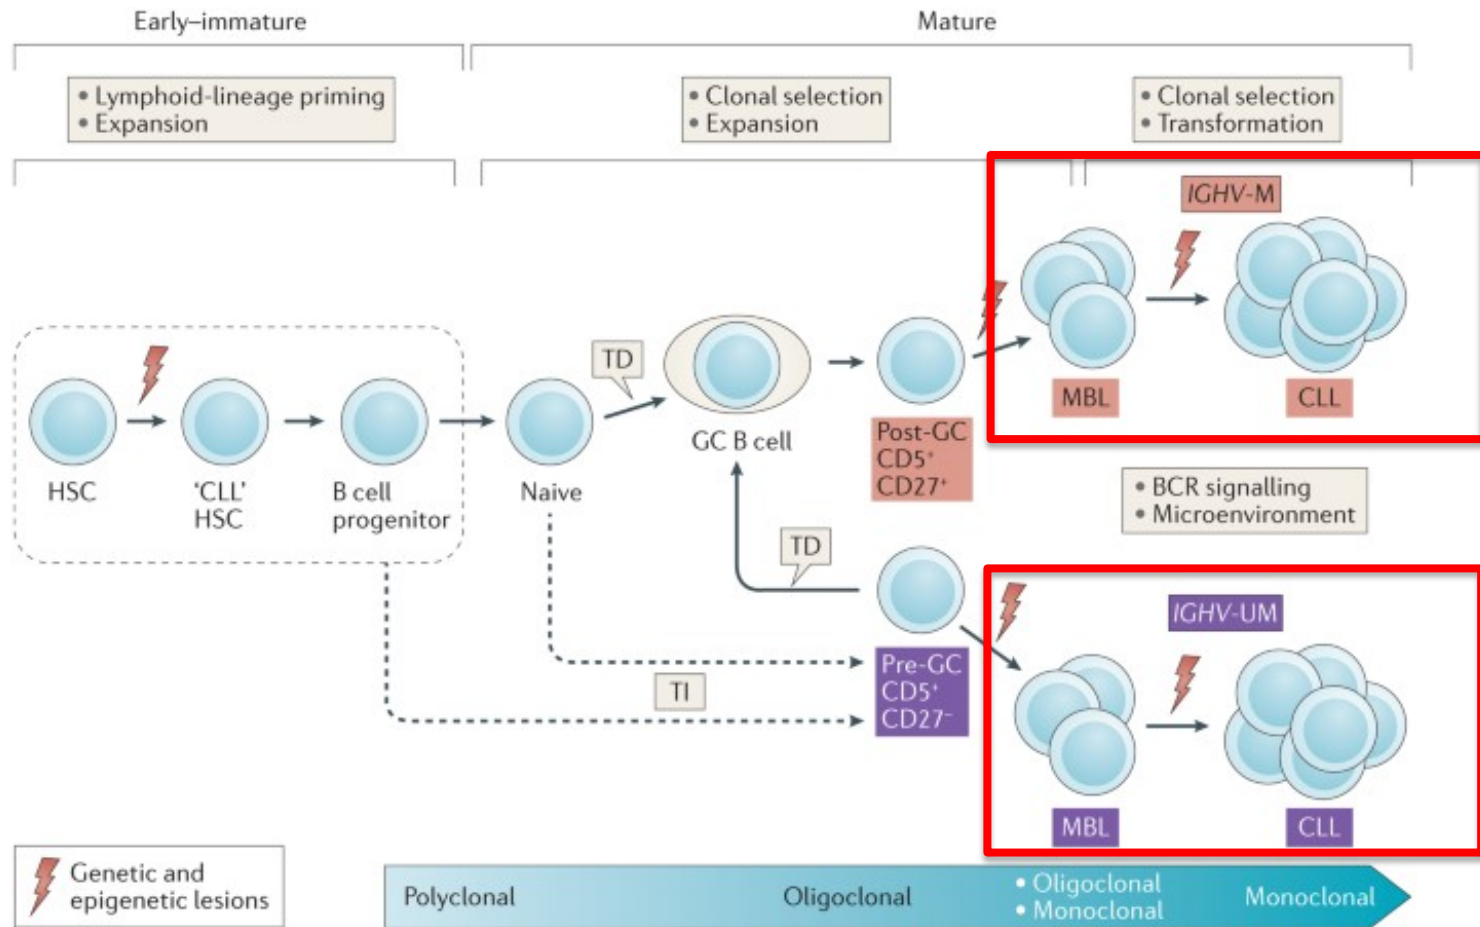 Early–immature
Mature
• Lymphoid-lineage priming
• Expansion
• Clonal selection
• Expansion
• Clonal selection
• Transformation
IGHV-M
MBL
CLL
TD
GC B cell
Post-GC
CD5⁺
CD27⁺
HSC
'CLL'
HSC
B cell
progenitor
Naive
• BCR signalling
• Microenvironment
TD
IGHV-UM
Pre-GC
CD5⁺
CD27⁻
TI
MBL
CLL
Genetic and
epigenetic lesions
Polyclonal
Oligoclonal
• Oligoclonal
• Monoclonal
Monoclonal